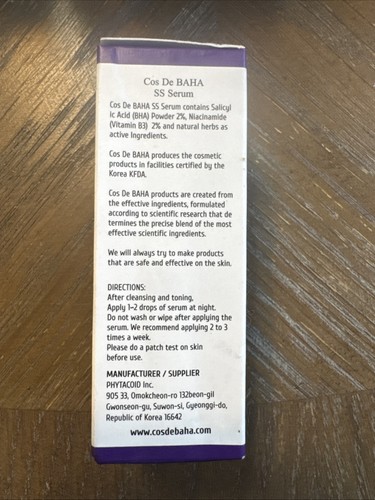 Cos De BAHA
SS Serum
Cos De BAHA SS Serum contains Salicyl
ic Acid (BHA) Powder 2%, Niacinamide
(Vitamin B3) 2% and natural herbs as
active Ingredients.
Cos De BAHA produces the cosmetic
products in facilities certified by the
Korea KFDA.
Cos De BAHA products are created from
the effective ingredients, formulated
according to scientific research that de
termines the precise blend of the most
effective scientific ingredients.
We will always try to make products
that are safe and effective on the skin.
DIRECTIONS:
After cleansing and toning,
Apply 1~2 drops of serum at night.
Do not wash or wipe after applying the
serum. We recommend applying 2 to 3
times a week.
Please do a patch test on skin
before use.
MANUFACTURER / SUPPLIER
PHYTACOID Inc.
905 33, Omokcheon-ro 132beon-gil
Gwonseon-gu, Suwon-si, Gyeonggi-do,
Republic of Korea 16642
www.cosdebaha.com